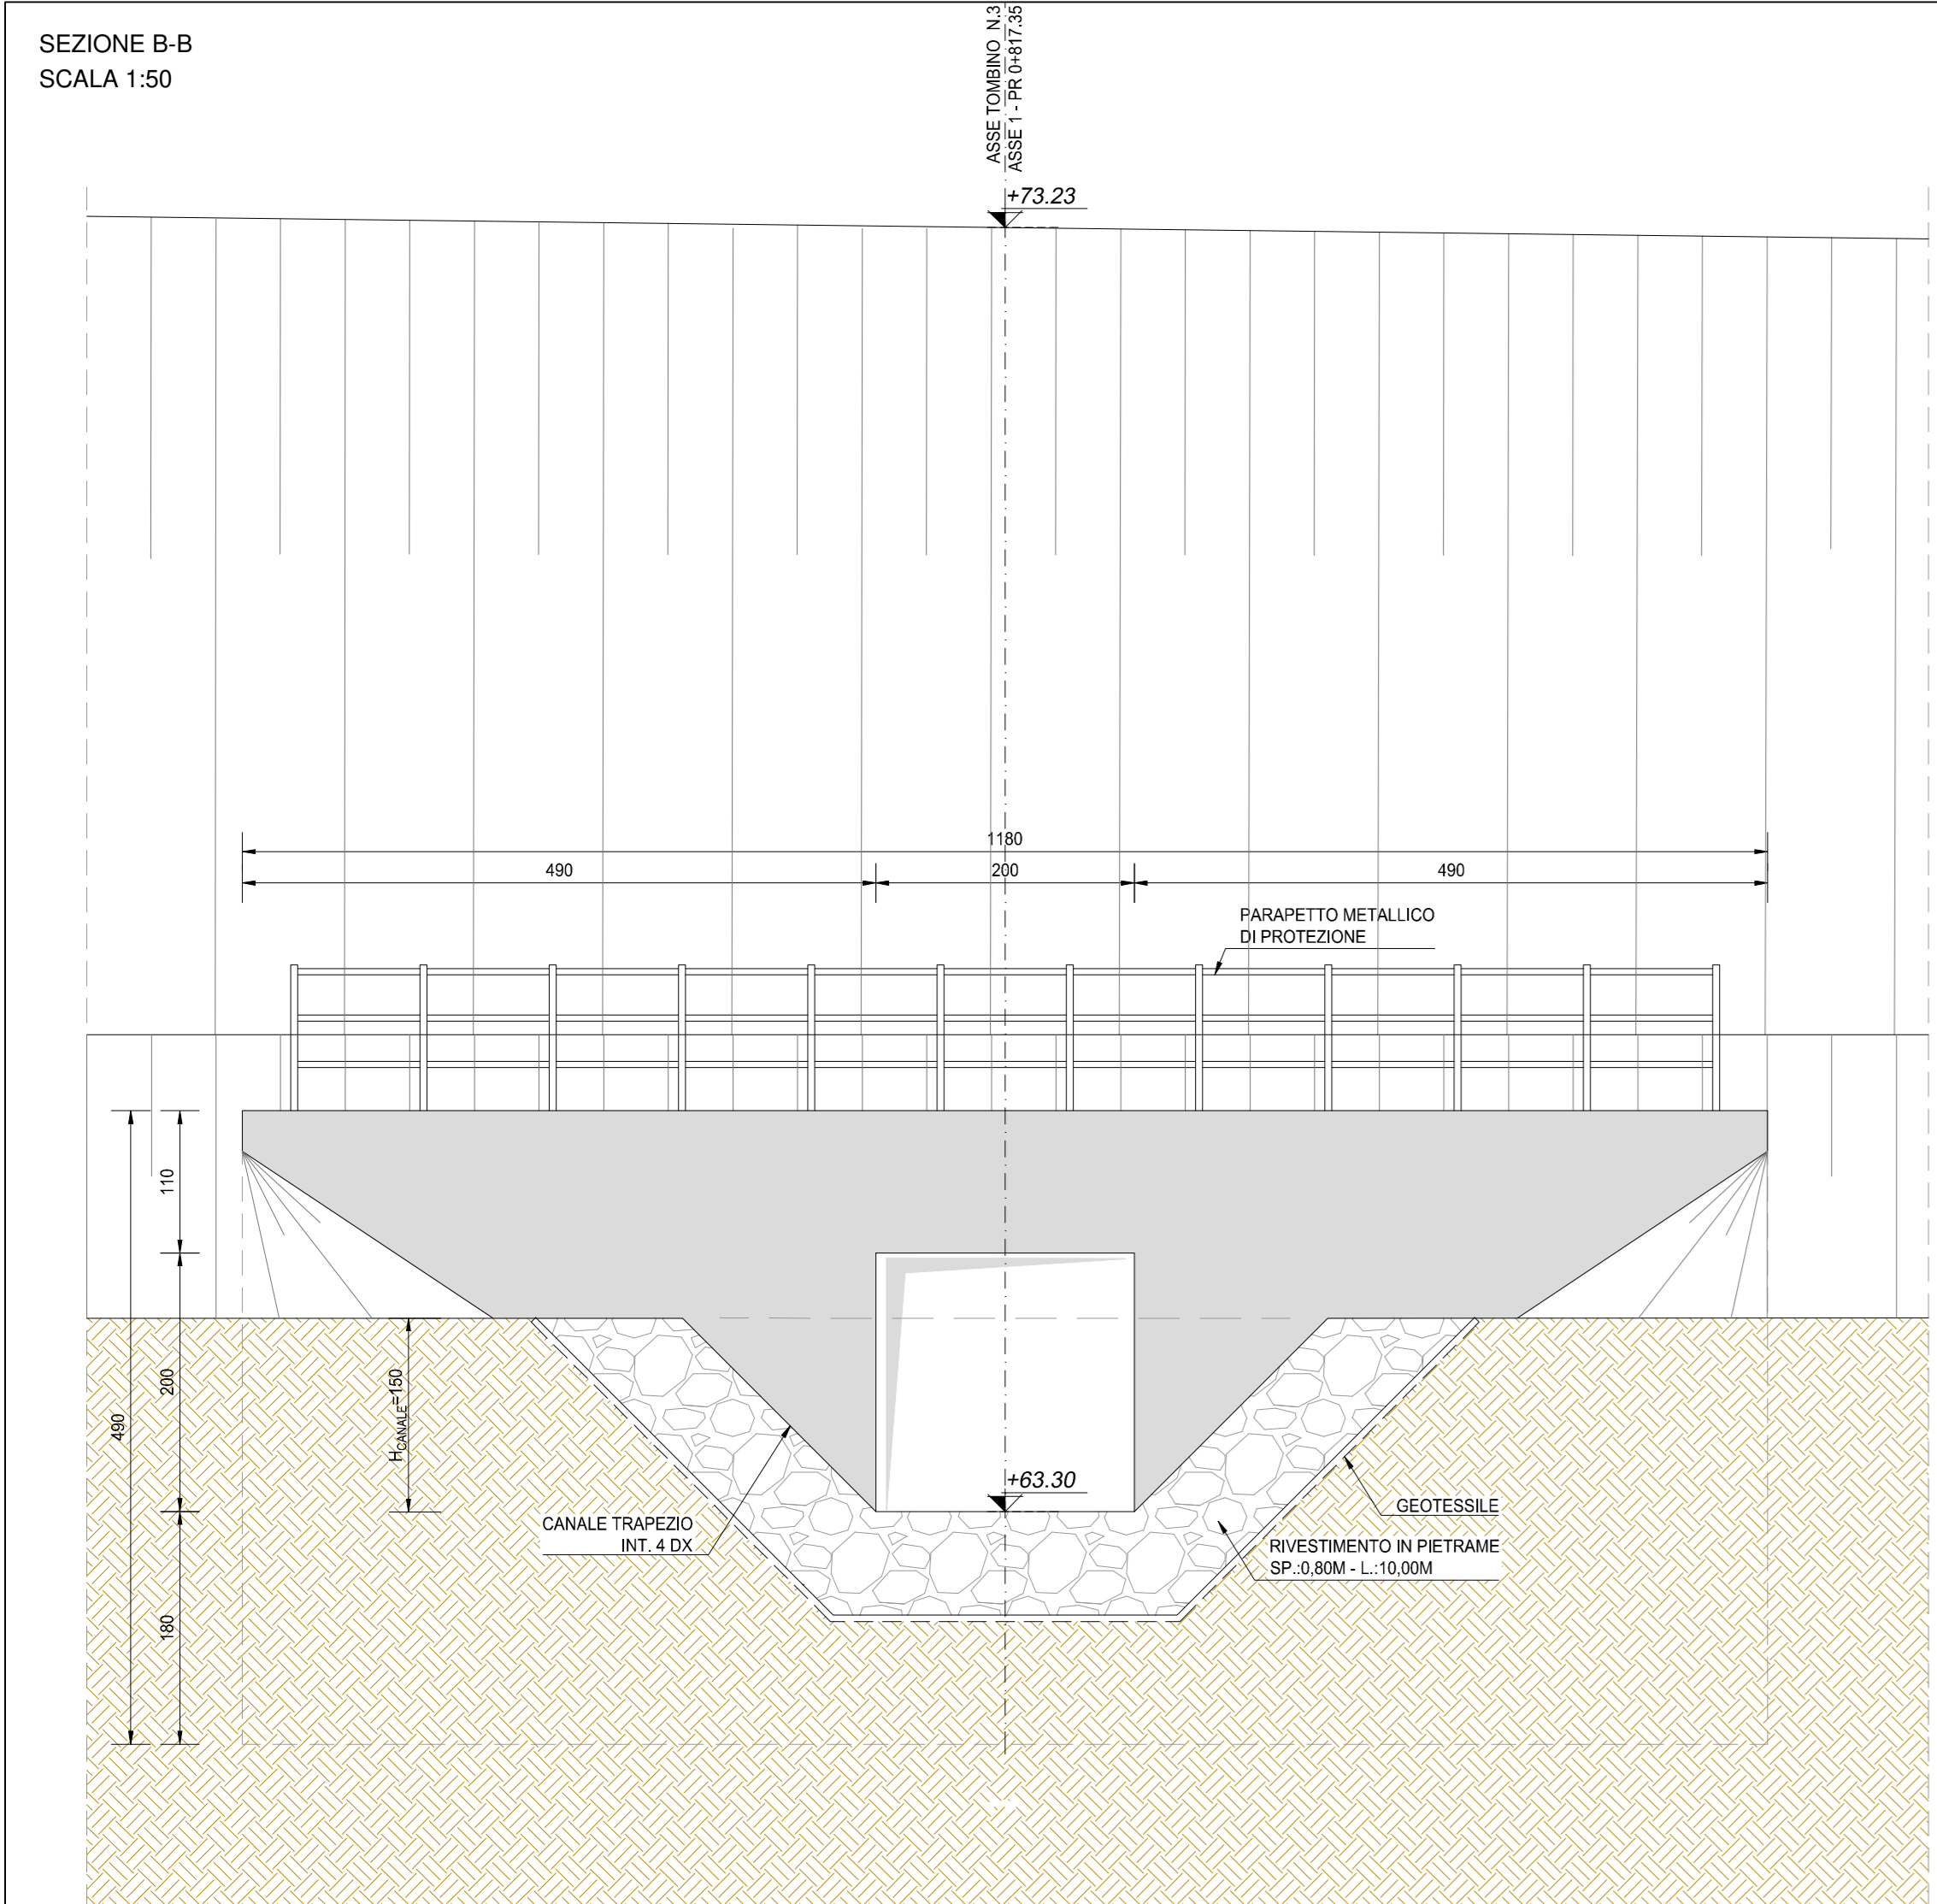 SEZIONE B-B
SCALA 1:50
ASSE TOMBINO N.3
ASSE 1 - PR 0+817.35
+73.23
1180
490
200
490
PARAPETTO METALLICO
DI PROTEZIONE
110
200
490
H_CANALE=150
180
+63.30
CANALE TRAPEZIO
INT. 4 DX
GEOTESSILE
RIVESTIMENTO IN PIETRAME
SP.:0,80M - L.:10,00M